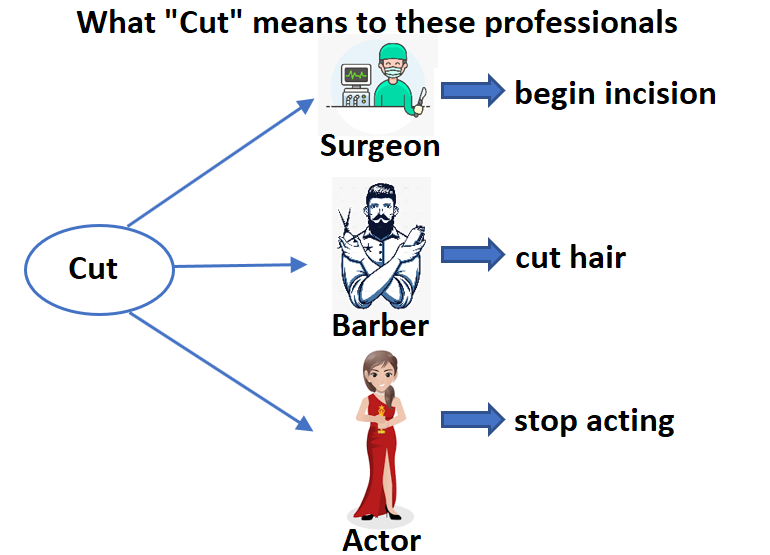 What "Cut" means to these professionals
begin incision
Surgeon
Cut
cut hair
Barber
stop acting
Actor